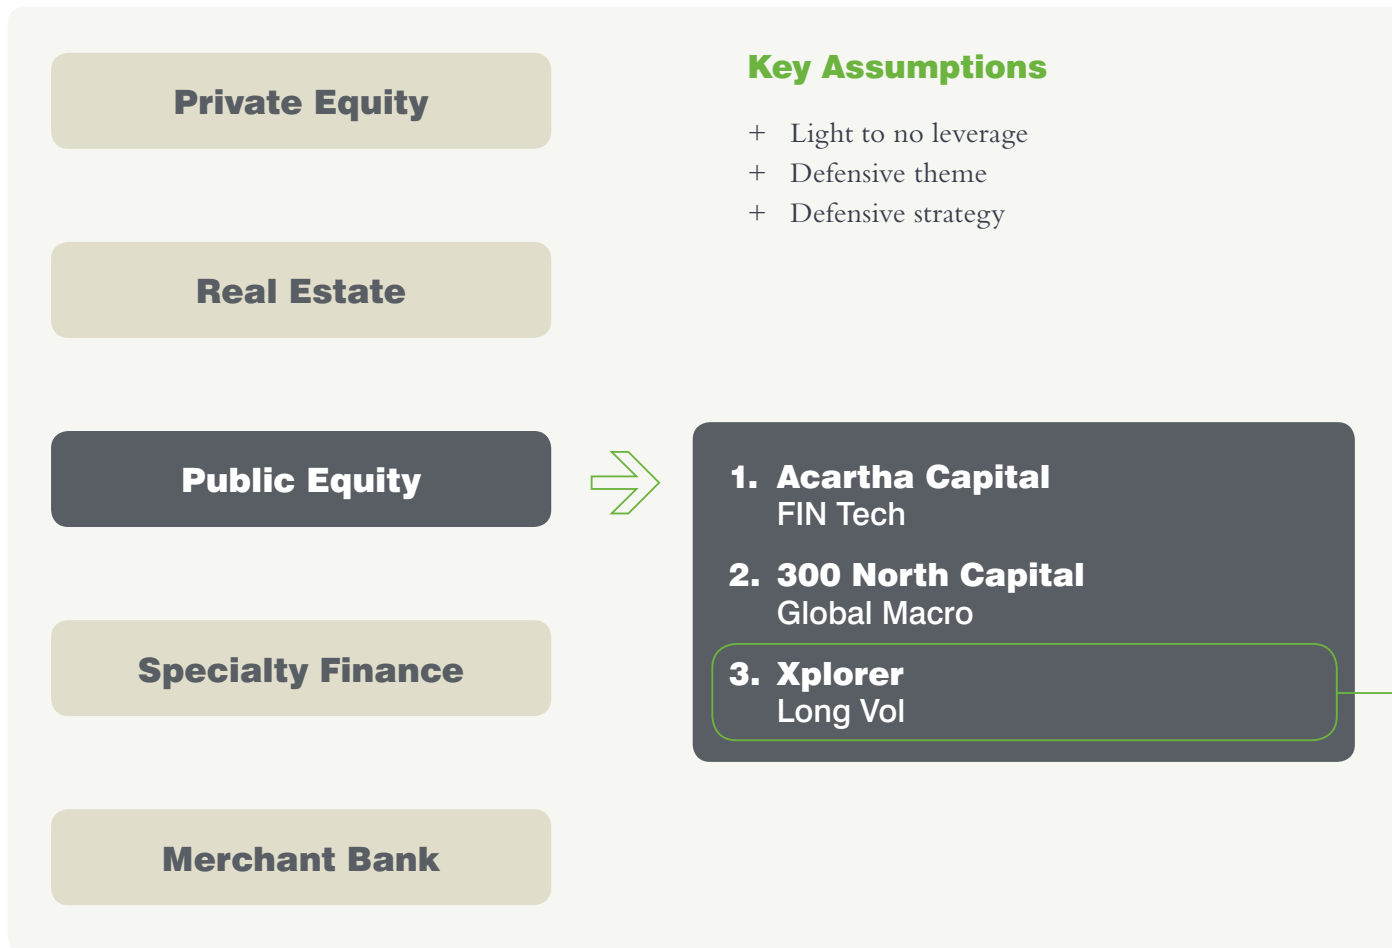 Private Equity
Real Estate
Public Equity
Specialty Finance
Merchant Bank
Key Assumptions
+ Light to no leverage
+ Defensive theme
+ Defensive strategy
1. Acartha Capital
FIN Tech
2. 300 North Capital
Global Macro
3. Xplorer
Long Vol